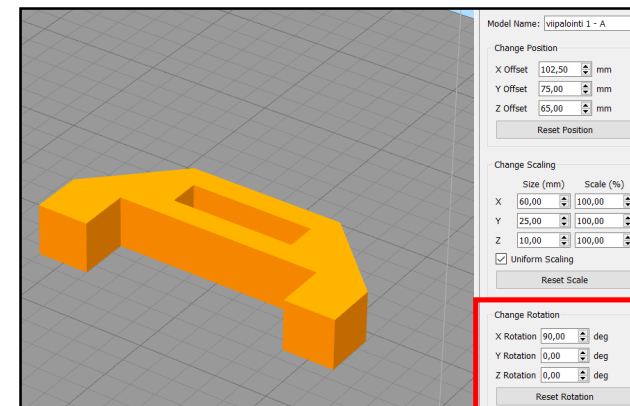 Model Name: viipalointi 1 - A
Change Position
X Offset 102,50 mm
Y Offset 75,00 mm
Z Offset 65,00 mm
Reset Position
Change Scaling
Size (mm) Scale (%)
X 60,00 100,00
Y 25,00 100,00
Z 10,00 100,00
Uniform Scaling
Reset Scale
Change Rotation
X Rotation 90,00 deg
Y Rotation 0,00 deg
Z Rotation 0,00 deg
Reset Rotation